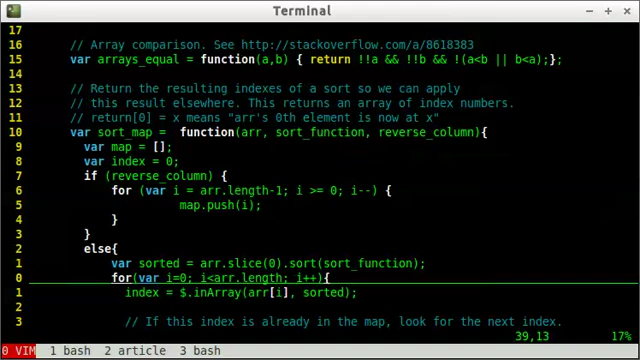 Terminal
17
16 // Array comparison. See http://stackoverflow.com/a/8618383
15 var arrays_equal = function(a,b) { return !!a && !!b && !(a<b || b<a);};
14
13 // Return the resulting indexes of a sort so we can apply
12 // this result elsewhere. This returns an array of index numbers.
11 // return[0] = x means "arr's 0th element is now at x"
10 var sort_map =  function(arr, sort_function, reverse_column){
9 var map = [];
8 var index = 0;
7 if (reverse_column) {
6 for (var i = arr.length-1; i >= 0; i--) {
5 map.push(i);
4 }
3 }
2 else{
1 var sorted = arr.slice(0).sort(sort_function);
0 for(var i=0; i<arr.length; i++){
1 index = $.inArray(arr[i], sorted);
2
3 // If this index is already in the map, look for the next index.
39,13 17%
0 VIM 1 bash 2 article 3 bash